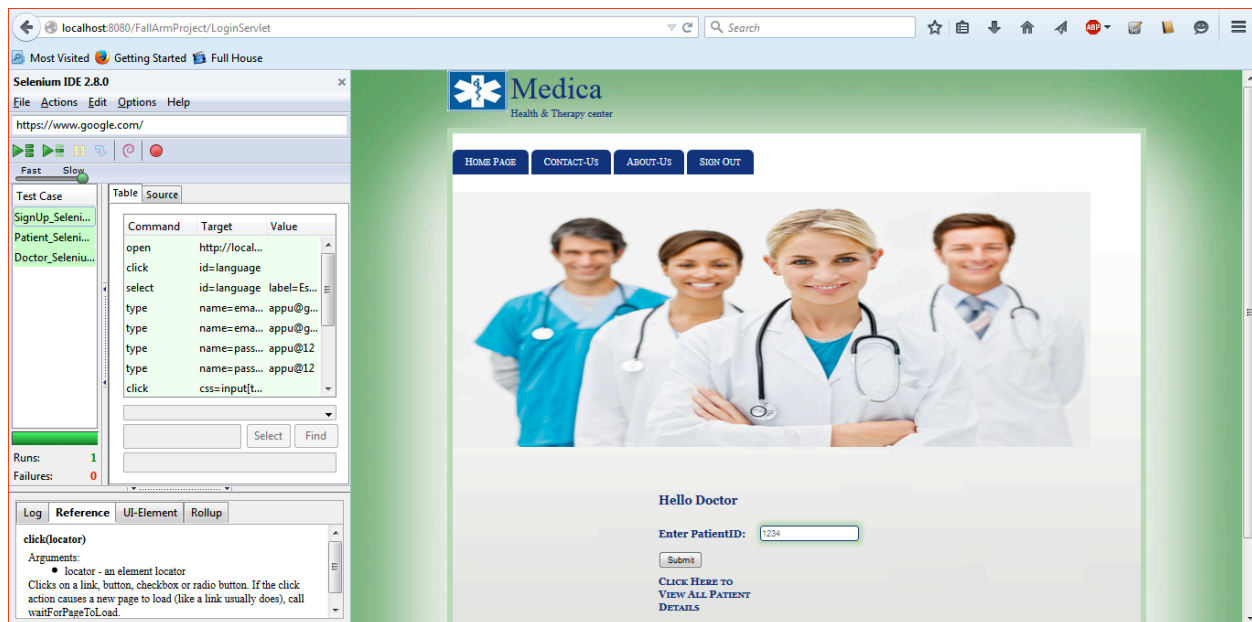 localhost:8080/FallArmProject/LoginServlet
Search
ABP
Most Visited Getting Started Full House
Selenium IDE 2.8.0 ×
File Actions Edit Options Help
https://www.google.com/
Fast Slow
Test Case
SignUp_Seleni...
Patient_Seleni...
Doctor_Seleniu...
Table Source
Command Target Value
open http://local...
click id=language
select id=language label=Es...
type name=ema... appu@g...
type name=ema... appu@g...
type name=pass... appu@12
type name=pass... appu@12
click css=input[t...
Select Find
Runs: 1
Failures: 0
Log Reference UI-Element Rollup
click(locator)
Arguments:
• locator - an element locator
Clicks on a link, button, checkbox or radio button. If the click
action causes a new page to load (like a link usually does), call
waitForPageToLoad.
Medica
Health & Therapy center
Home Page Contact-Us About-Us Sign Out
Hello Doctor
Enter PatientID: 1234
Submit
Click Here to
View All Patient
Details